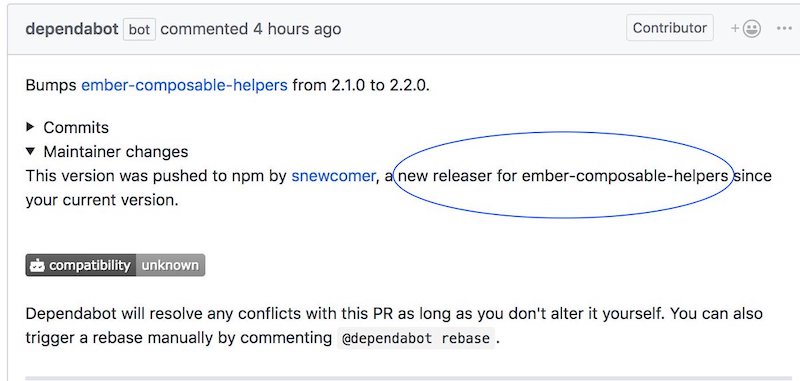 dependabot bot commented 4 hours ago Contributor
Bumps ember-composable-helpers from 2.1.0 to 2.2.0.
Commits
Maintainer changes
This version was pushed to npm by snewcomer, a new releaser for ember-composable-helpers since
your current version.
compatibility unknown
Dependabot will resolve any conflicts with this PR as long as you don't alter it yourself. You can also
trigger a rebase manually by commenting @dependabot rebase.